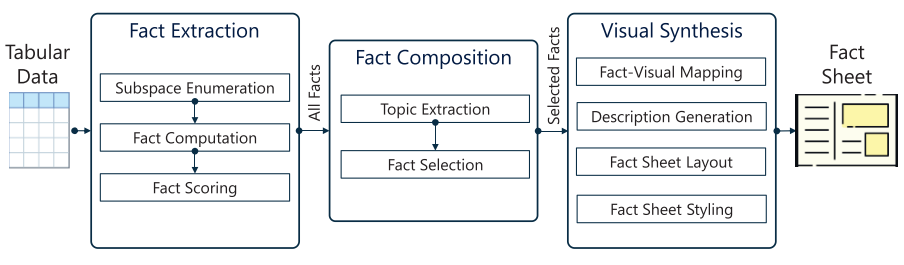 Tabular
Data
Fact Extraction
Subspace Enumeration
Fact Computation
Fact Scoring
All Facts
Fact Composition
Topic Extraction
Fact Selection
Selected Facts
Visual Synthesis
Fact-Visual Mapping
Description Generation
Fact Sheet Layout
Fact Sheet Styling
Fact
Sheet